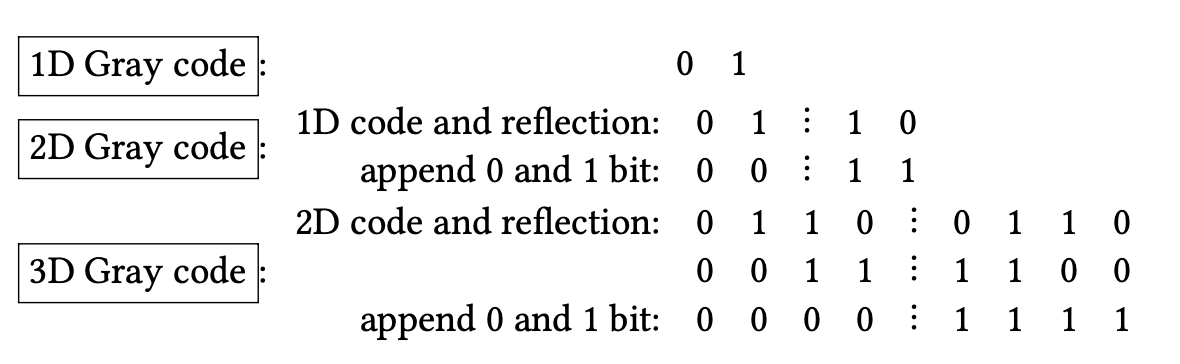 1D Gray code : 0 1
1D code and reflection: 0 1 ⋮ 1 0
2D Gray code :
append 0 and 1 bit: 0 0 ⋮ 1 1
2D code and reflection: 0 1 1 0 ⋮ 0 1 1 0
3D Gray code : 0 0 1 1 ⋮ 1 1 0 0
append 0 and 1 bit: 0 0 0 0 ⋮ 1 1 1 1